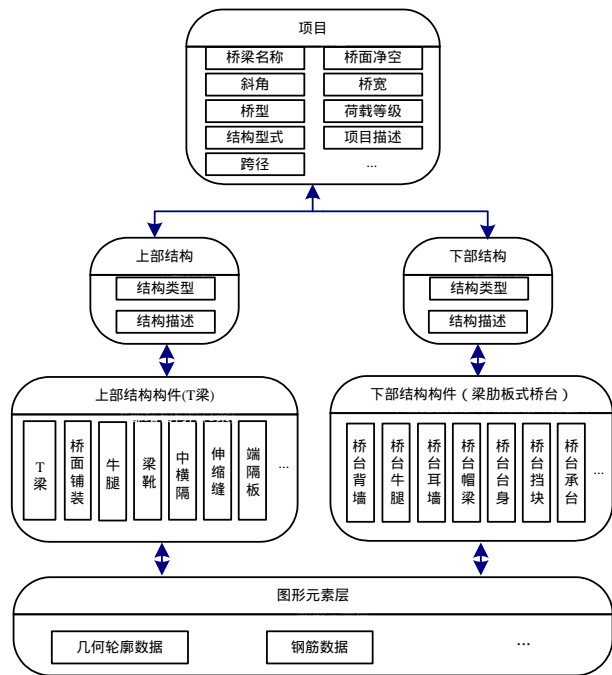 项目
桥梁名称 桥面净空
斜角 桥宽
桥型 荷载等级
结构型式 项目描述
跨径 ...
上部结构 下部结构
结构类型 结构类型
结构描述 结构描述
上部结构构件(T梁) 下部结构构件（梁肋板式桥台）
T梁 桥面铺装 牛腿 梁靴 中横隔 伸缩缝 端隔板 ...
桥台背墙 桥台牛腿 桥台耳墙 桥台帽梁 桥台台身 桥台挡块 桥台承台 ...
图形元素层
几何轮廓数据 钢筋数据 ...